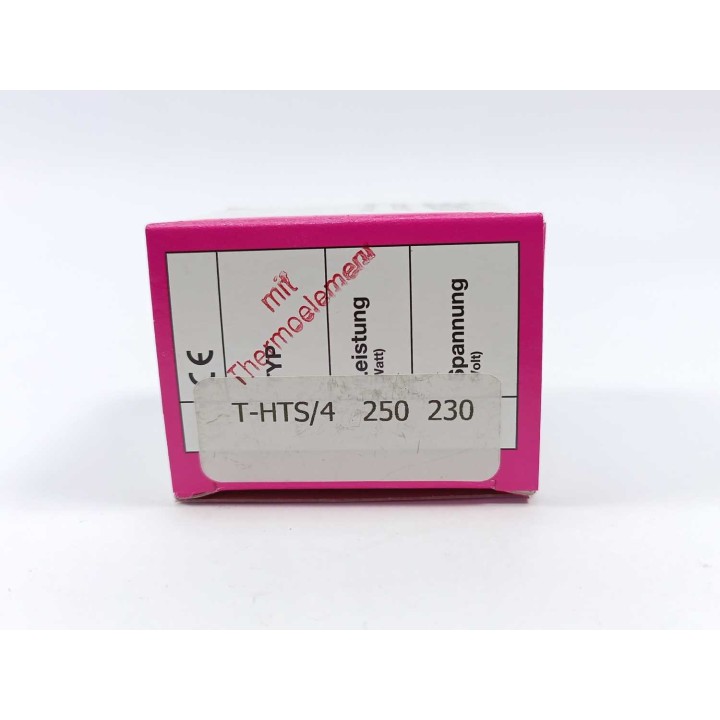 CE
TYP
Leistung
(Watt)
Spannung
(Volt)
mit
Thermoelement
T-HTS/4 250 230